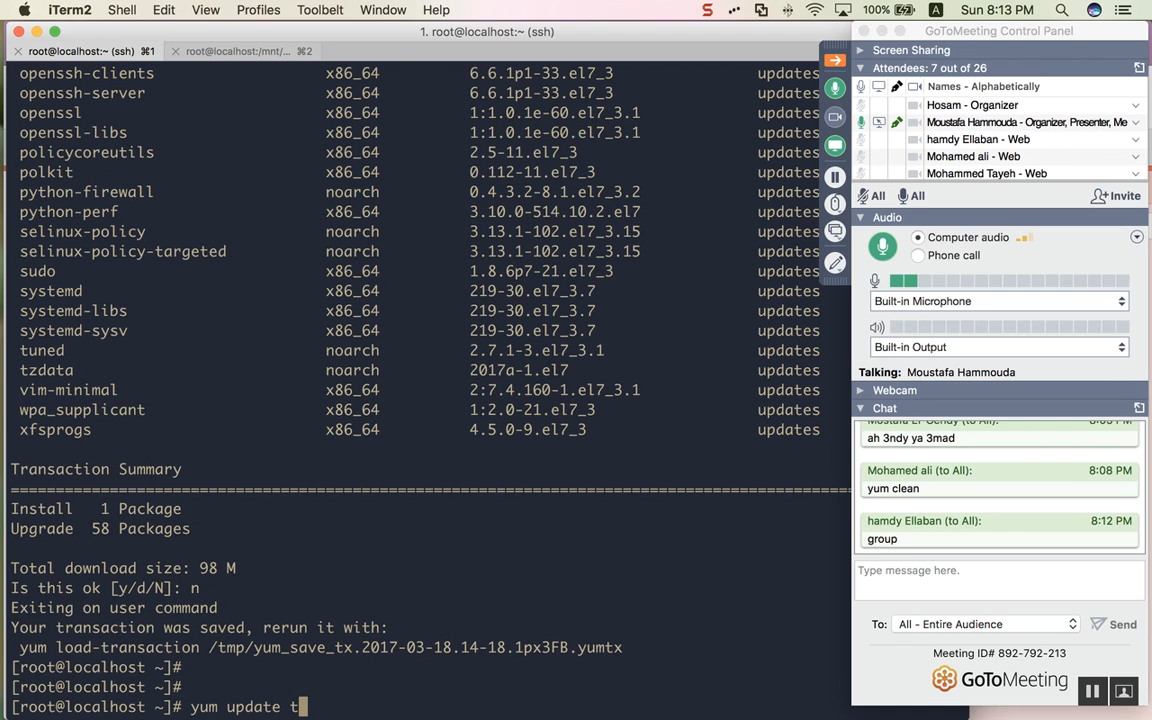 iTerm2 Shell Edit View Profiles Toolbelt Window Help 100% A Sun 8:13 PM
1. root@localhost:~ (ssh)
root@localhost:~ (ssh) ⌘1
root@localhost:/mnt/... ⌘2
openssh-clients x86_64 6.6.1p1-33.el7_3 updates
openssh-server x86_64 6.6.1p1-33.el7_3 updates
openssl x86_64 1:1.0.1e-60.el7_3.1 updates
openssl-libs x86_64 1:1.0.1e-60.el7_3.1 updates
policycoreutils x86_64 2.5-11.el7_3 updates
polkit x86_64 0.112-11.el7_3 updates
python-firewall noarch 0.4.3.2-8.1.el7_3.2 updates
python-perf x86_64 3.10.0-514.10.2.el7 updates
selinux-policy noarch 3.13.1-102.el7_3.15 updates
selinux-policy-targeted noarch 3.13.1-102.el7_3.15 updates
sudo x86_64 1.8.6p7-21.el7_3 updates
systemd x86_64 219-30.el7_3.7 updates
systemd-libs x86_64 219-30.el7_3.7 updates
systemd-sysv x86_64 219-30.el7_3.7 updates
tuned noarch 2.7.1-3.el7_3.1 updates
tzdata noarch 2017a-1.el7 updates
vim-minimal x86_64 2:7.4.160-1.el7_3.1 updates
wpa_supplicant x86_64 1:2.0-21.el7_3 updates
xfsprogs x86_64 4.5.0-9.el7_3 updates
Transaction Summary
Install 1 Package
Upgrade 58 Packages
Total download size: 98 M
Is this ok [y/d/N]: n
Exiting on user command
Your transaction was saved, rerun it with:
yum load-transaction /tmp/yum_save_tx.2017-03-18.14-18.1px3FB.yumtx
[root@localhost ~]#
[root@localhost ~]#
[root@localhost ~]# yum update t
GoToMeeting Control Panel
Screen Sharing
Attendees: 7 out of 26
Names - Alphabetically
Hosam - Organizer
Moustafa Hammouda - Organizer, Presenter, Me
hamdy Ellaban - Web
Mohamed ali - Web
Mohammed Tayeh - Web
All All Invite
Audio
Computer audio
Phone call
Built-in Microphone
Built-in Output
Talking: Moustafa Hammouda
Webcam
Chat
ah 3ndy ya 3mad
Mohamed ali (to All): 8:08 PM
yum clean
hamdy Ellaban (to All): 8:12 PM
group
Type message here.
To: All - Entire Audience Send
Meeting ID# 892-792-213
GoToMeeting